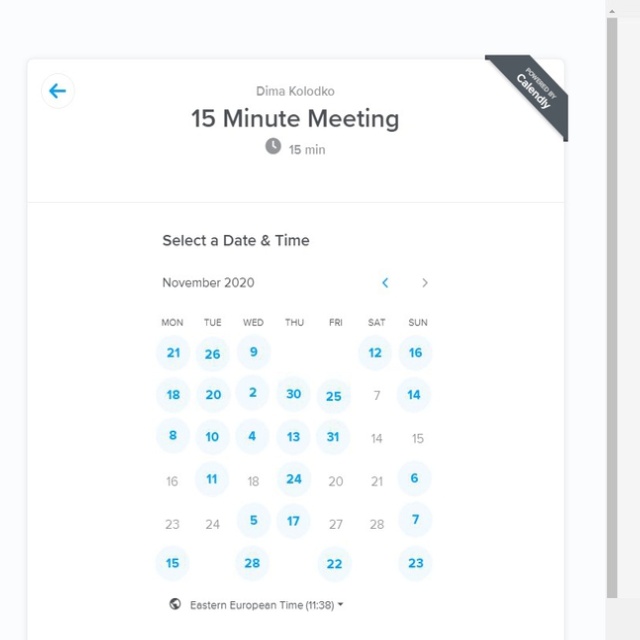 POWERED BY
Calendly
Dima Kolodko
15 Minute Meeting
15 min
Select a Date & Time
November 2020
MON TUE WED THU FRI SAT SUN
21 26 9 12 16
18 20 2 30 25 7 14
8 10 4 13 31 14 15
16 11 18 24 20 21 6
23 24 5 17 27 28 7
15 28 22 23
Eastern European Time (11:38)